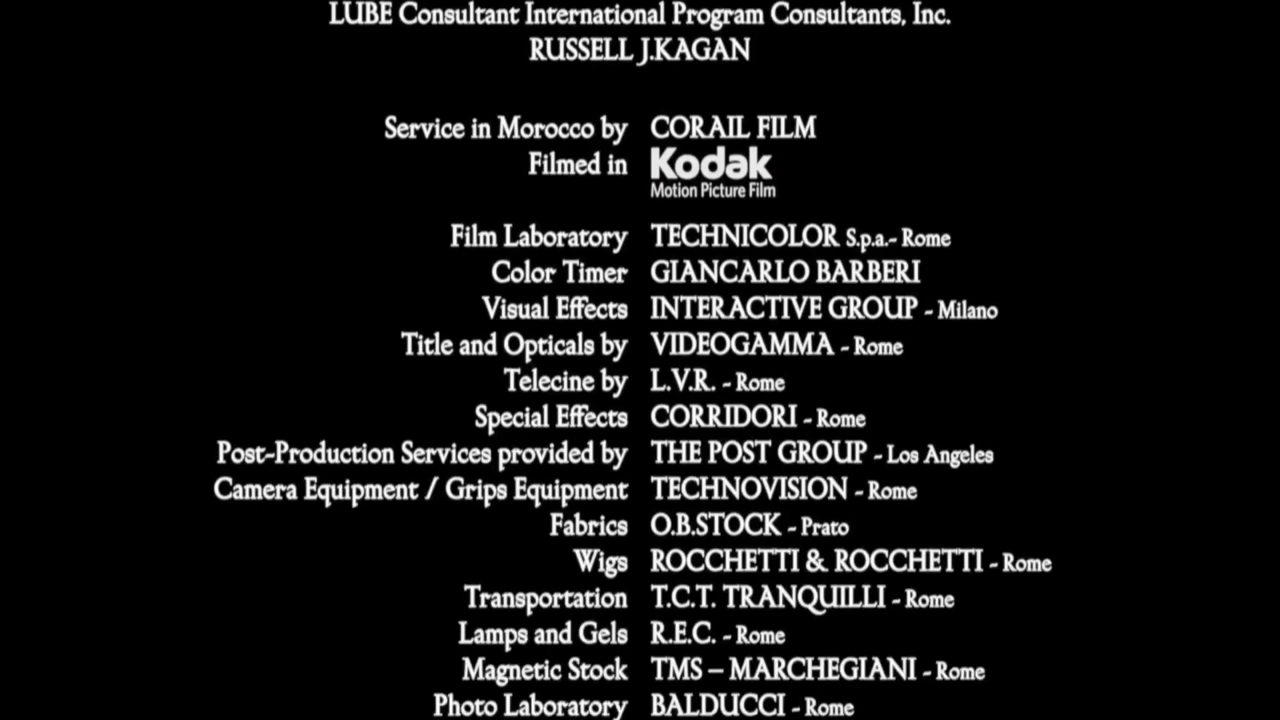 LUBE Consultant International Program Consultants, Inc.
RUSSELL J.KAGAN
Service in Morocco by CORAIL FILM
Filmed in Kodak
Motion Picture Film
Film Laboratory TECHNICOLOR S.p.a.- Rome
Color Timer GIANCARLO BARBERI
Visual Effects INTERACTIVE GROUP - Milano
Title and Opticals by VIDEOGAMMA - Rome
Telecine by L.V.R. - Rome
Special Effects CORRIDORI - Rome
Post-Production Services provided by THE POST GROUP - Los Angeles
Camera Equipment / Grips Equipment TECHNOVISION - Rome
Fabrics O.B.STOCK - Prato
Wigs ROCCHETTI & ROCCHETTI - Rome
Transportation T.C.T. TRANQUILLI - Rome
Lamps and Gels R.E.C. - Rome
Magnetic Stock TMS – MARCHEGIANI - Rome
Photo Laboratory BALDUCCI - Rome